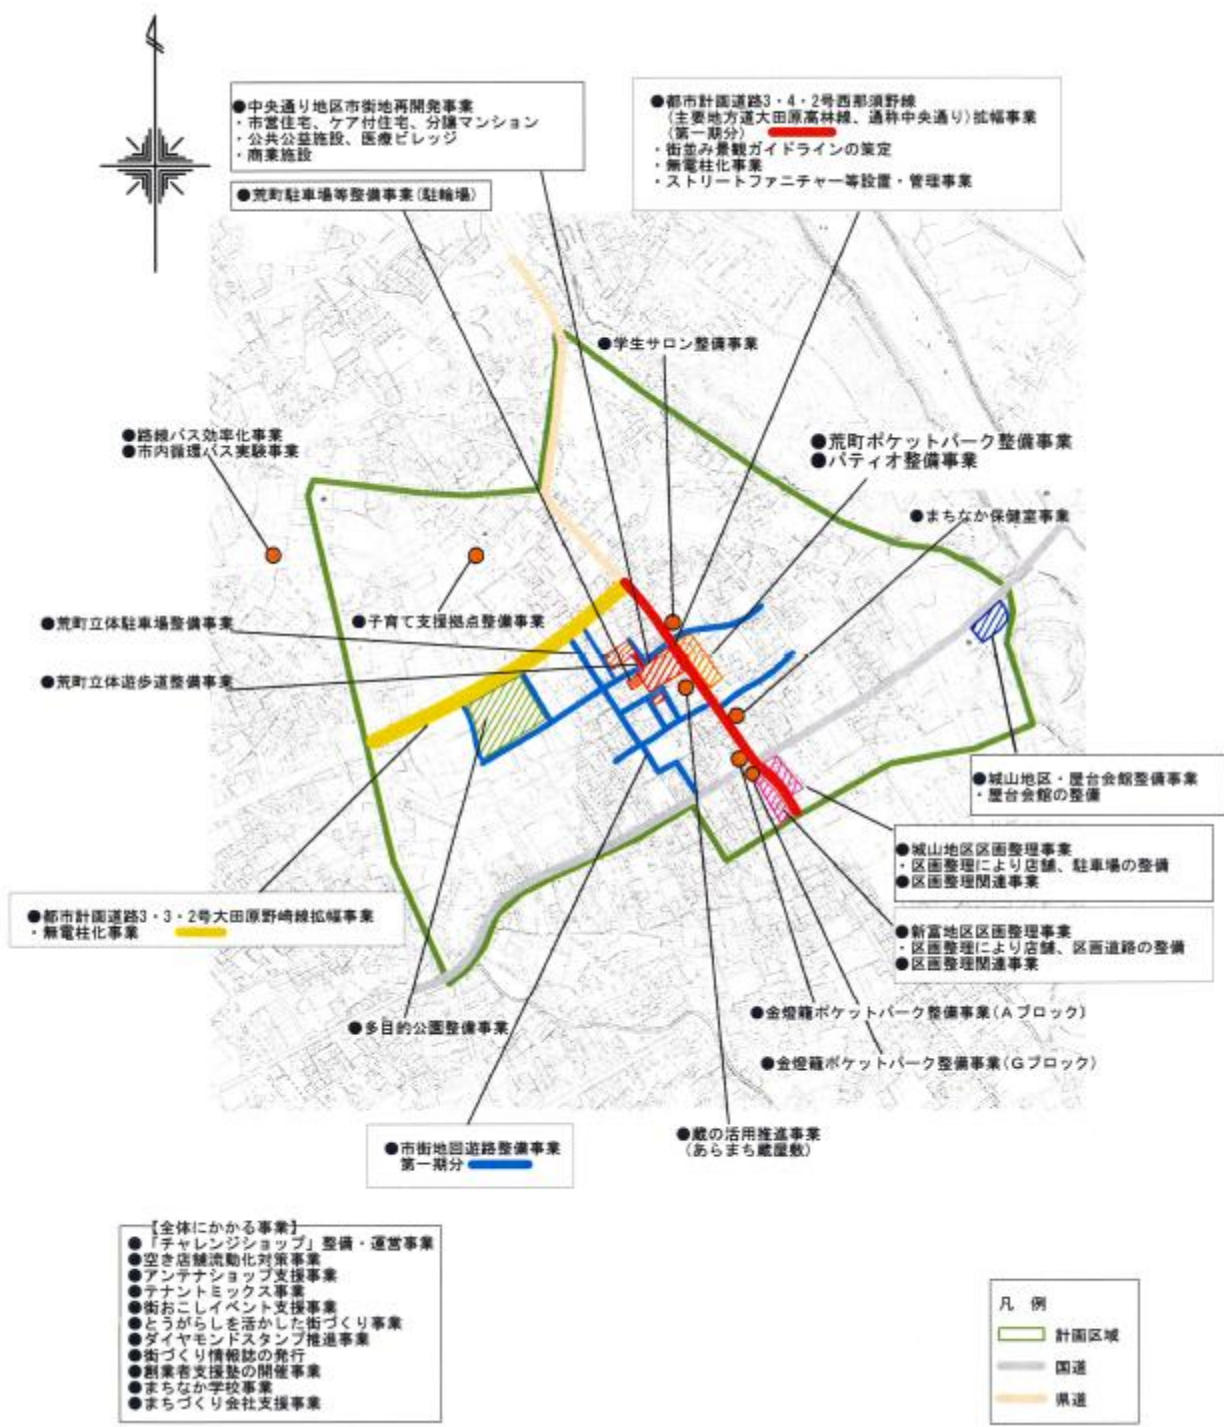 ●中央通り地区市街地再開発事業
・市営住宅、ケア付住宅、分譲マンション
・公共公益施設、医療ビレッジ
・商業施設
●荒町駐車場等整備事業(駐輪場)
●都市計画道路3・4・2号西那須野線
(主要地方道大田原高林線、通称中央通り)拡幅事業
(第一期分)
・街並み景観ガイドラインの策定
・無電柱化事業
・ストリートファニチャー等設置・管理事業
●学生サロン整備事業
●路線バス効率化事業
●市内循環バス実験事業
●荒町ポケットパーク整備事業
●パティオ整備事業
●まちなか保健室事業
●荒町立体駐車場整備事業
●子育て支援拠点整備事業
●荒町立体遊歩道整備事業
●城山地区・屋台会館整備事業
・屋台会館の整備
●城山地区区画整理事業
・区画整理により店舗、駐車場の整備
●区画整理関連事業
●都市計画道路3・3・2号大田原野崎線拡幅事業
・無電柱化事業
●新富地区区画整理事業
・区画整理により店舗、区画道路の整備
●区画整理関連事業
●金燈籠ポケットパーク整備事業(Aブロック)
●多目的公園整備事業
●金燈籠ポケットパーク整備事業(Gブロック)
●市街地回遊路整備事業
第一期分
●蔵の活用推進事業
(あらまち蔵屋敷)
【全体にかかる事業】
●「チャレンジショップ」整備・運営事業
●空き店舗流動化対策事業
●アンテナショップ支援事業
●テナントミックス事業
●街おこしイベント支援事業
●とうがらしを活かした街づくり事業
●ダイヤモンドスタンプ推進事業
●街づくり情報誌の発行
●創業者支援塾の開催事業
●まちなか学校事業
●まちづくり会社支援事業
凡 例
計画区域
国道
県道